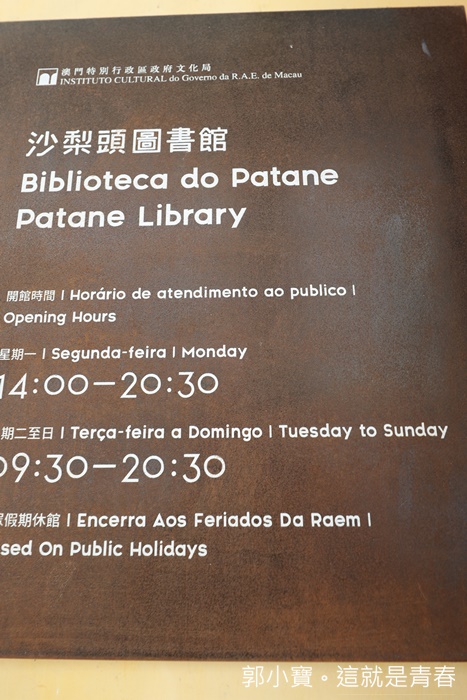 澳門特別行政區政府文化局
INSTITUTO CULTURAL do Governo da R.A.E. de Macau
沙梨頭圖書館
Biblioteca do Patane
Patane Library
開館時間 | Horário de atendimento ao publico |
Opening Hours
星期一 | Segunda-feira | Monday
14:00—20:30
期二至日 | Terça-feira a Domingo | Tuesday to Sunday
09:30—20:30
假期休館 | Encerra Aos Feriados Da Raem |
sed On Public Holidays
郭小寶。這就是青春